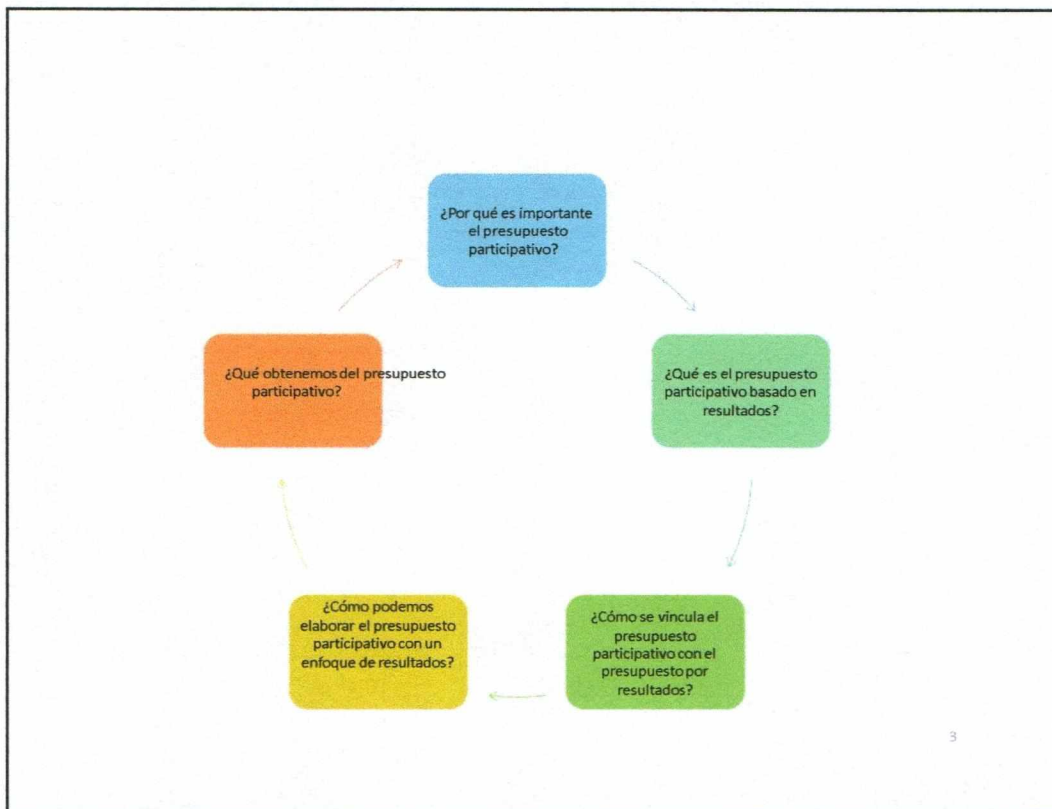 ¿Por qué es importante
el presupuesto
participativo?
¿Qué es el presupuesto
participativo basado en
resultados?
¿Cómo se vincula el
presupuesto
participativo con el
presupuesto por
resultados?
¿Cómo podemos
elaborar el presupuesto
participativo con un
enfoque de resultados?
¿Qué obtenemos del presupuesto
participativo?
3